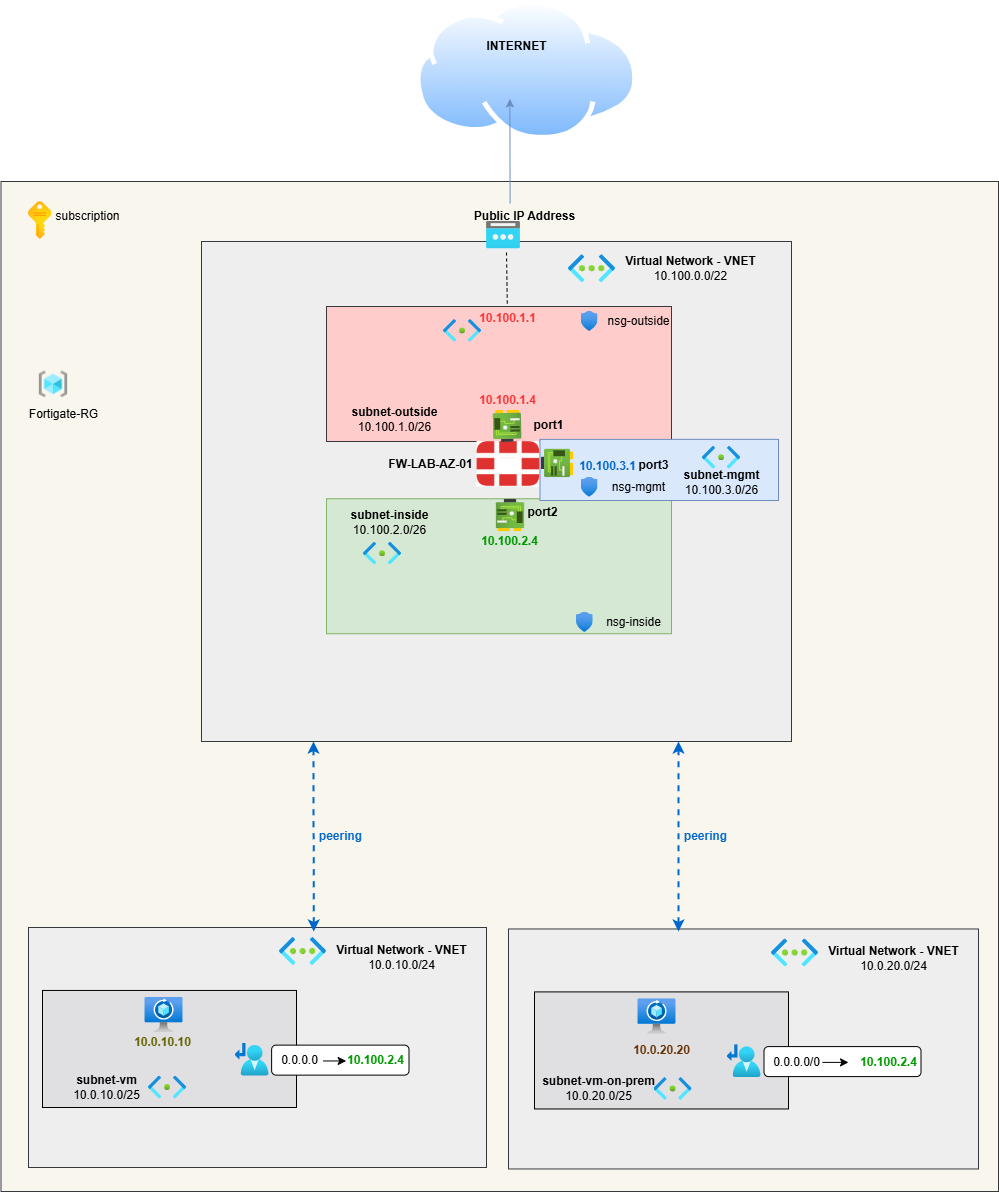 INTERNET
subscription
Public IP Address
Virtual Network - VNET
10.100.0.0/22
10.100.1.1
nsg-outside
Fortigate-RG
10.100.1.4
subnet-outside
10.100.1.0/26
port1
FW-LAB-AZ-01
10.100.3.1 port3
subnet-mgmt
nsg-mgmt
10.100.3.0/26
subnet-inside
10.100.2.0/26
port2
10.100.2.4
nsg-inside
peering
peering
Virtual Network - VNET
10.0.10.0/24
10.0.10.10
0.0.0.0
10.100.2.4
subnet-vm
10.0.10.0/25
Virtual Network - VNET
10.0.20.0/24
10.0.20.20
0.0.0.0/0
10.100.2.4
subnet-vm-on-prem
10.0.20.0/25